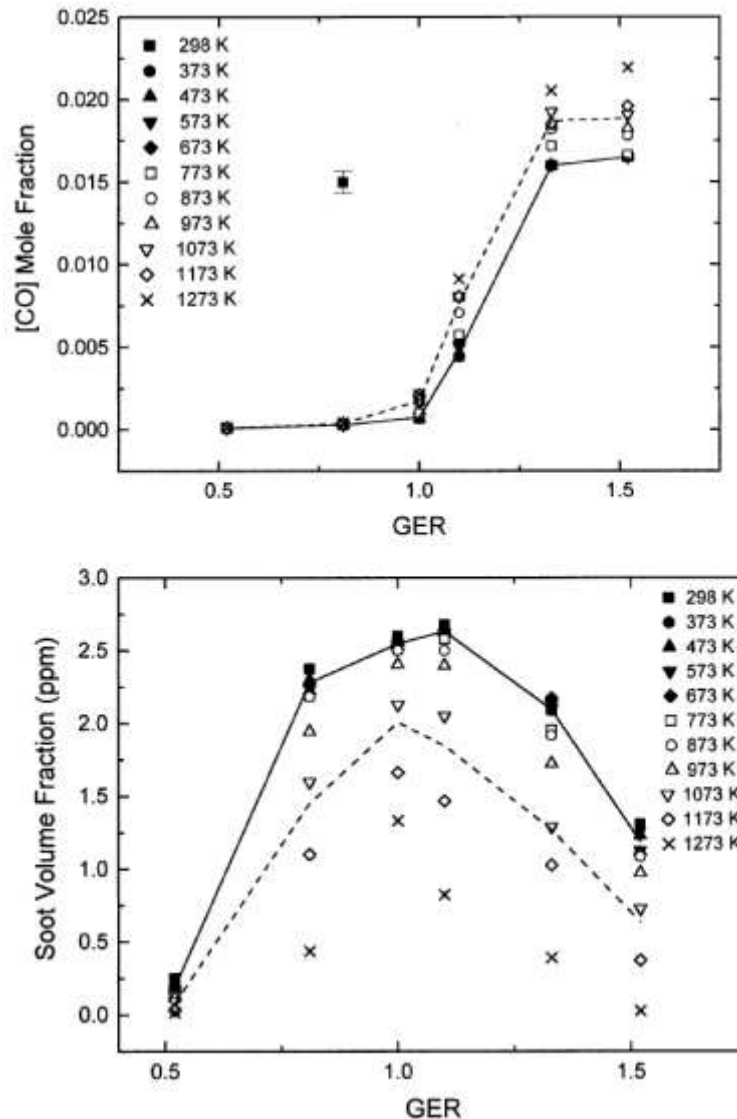 0.025
0.020
0.015
0.010
0.005
0.000
[CO] Mole Fraction
298 K
373 K
473 K
573 K
673 K
773 K
873 K
973 K
1073 K
1173 K
1273 K
0.5
1.0
1.5
GER
3.0
2.5
2.0
1.5
1.0
0.5
0.0
Soot Volume Fraction (ppm)
298 K
373 K
473 K
573 K
673 K
773 K
873 K
973 K
1073 K
1173 K
1273 K
0.5
1.0
1.5
GER